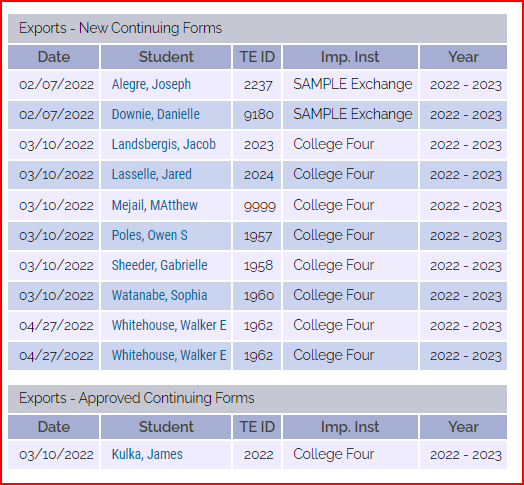 Exports - New Continuing Forms
Date Student TE ID Imp. Inst Year
02/07/2022 Alegre, Joseph 2237 SAMPLE Exchange 2022 - 2023
02/07/2022 Downie, Danielle 9180 SAMPLE Exchange 2022 - 2023
03/10/2022 Landsbergis, Jacob 2023 College Four 2022 - 2023
03/10/2022 Lasselle, Jared 2024 College Four 2022 - 2023
03/10/2022 Mejail, MAtthew 9999 College Four 2022 - 2023
03/10/2022 Poles, Owen S 1957 College Four 2022 - 2023
03/10/2022 Sheeder, Gabrielle 1958 College Four 2022 - 2023
03/10/2022 Watanabe, Sophia 1960 College Four 2022 - 2023
04/27/2022 Whitehouse, Walker E 1962 College Four 2022 - 2023
04/27/2022 Whitehouse, Walker E 1962 College Four 2022 - 2023
Exports - Approved Continuing Forms
Date Student TE ID Imp. Inst Year
03/10/2022 Kulka, James 2022 College Four 2022 - 2023